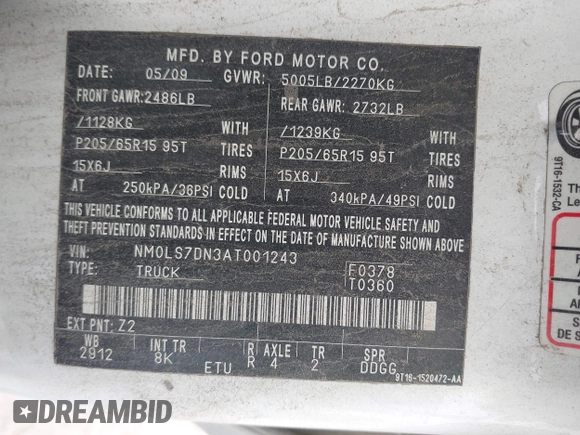 MFD. BY FORD MOTOR CO.
DATE: 05/09 GVWR: 5005LB/2270KG
FRONT GAWR: 2486LB REAR GAWR: 2732LB
/1128KG WITH /1239KG WITH
P205/65R15 95T TIRES P205/65R15 95T TIRES
15X6J RIMS 15X6J RIMS
AT 250kPA/36PSI COLD AT 340kPA/49PSI COLD
THIS VEHICLE CONFORMS TO ALL APPLICABLE FEDERAL MOTOR VEHICLE SAFETY AND
THEFT PREVENTION STANDARDS IN EFFECT ON THE DATE OF MANUFACTURE SHOWN ABOVE
VIN: NM0LS7DN3AT001243
TYPE: TRUCK
F0378
T0360
EXT PNT: Z2
WB INT TR R AXLE TR SPR
2912 8K ETU R 4 2 DDGG
9T16-1520472-AA
9T16-1532-CA
Th
Le
F
P
A
S
DE S
DREAMBID
.COM